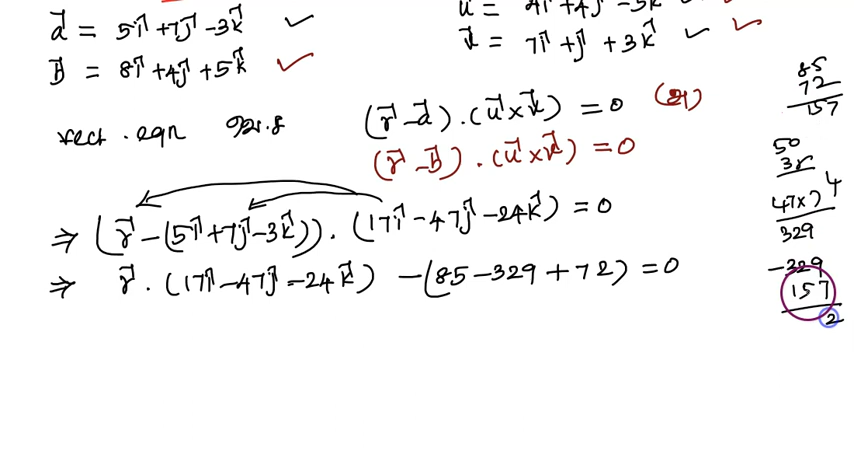 a⃗ = 5i⃗ + 7j⃗ - 3k⃗ ✓
u⃗ = 4i⃗ + 4j⃗ - 5k⃗
b⃗ = 8i⃗ + 4j⃗ + 5k⃗ ✓
v⃗ = 7i⃗ + j⃗ + 3k⃗ ✓ ✓
vect. eqn (r⃗ - a⃗) . (u⃗ × v⃗) = 0
(r⃗ - b⃗) . (u⃗ × v⃗) = 0
⇒ (r⃗ - (5i⃗ + 7j⃗ - 3k⃗)) . (17i⃗ - 47j⃗ - 24k⃗) = 0
⇒ r⃗ . (17i⃗ - 47j⃗ - 24k⃗) - (85 - 329 + 72) = 0
85
72
157
50
4
47×7
329
-329
157
2